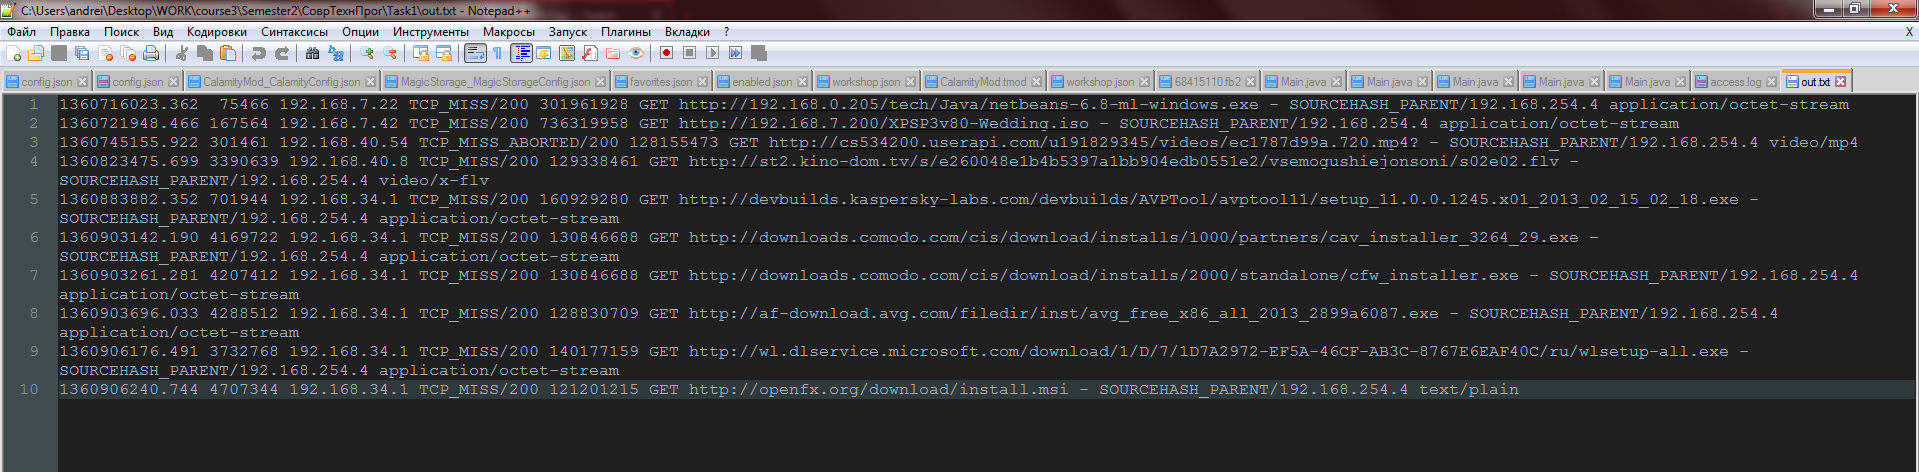 C:\Users\andrei\Desktop\WORK\course3\Semester2\СоврТехнПрог\Task1\out.txt - Notepad++
Файл Правка Поиск Вид Кодировки Синтаксисы Опции Инструменты Макросы Запуск Плагины Вкладки ? X
config.json config.json CalamityMod_CalamityConfig.json MagicStorage_MagicStorageConfig.json favorites.json enabled.json workshop.json CalamityMod.tmod workshop.json 68415110.fb2 Main.java Main.java Main.java Main.java Main.java access.log out.txt
1 1360716023.362 75466 192.168.7.22 TCP_MISS/200 301961928 GET http://192.168.0.205/tech/Java/netbeans-6.8-ml-windows.exe - SOURCEHASH_PARENT/192.168.254.4 application/octet-stream
2 1360721948.466 167564 192.168.7.42 TCP_MISS/200 736319958 GET http://192.168.7.200/XPSP3v80-Wedding.iso - SOURCEHASH_PARENT/192.168.254.4 application/octet-stream
3 1360745155.922 301461 192.168.40.54 TCP_MISS_ABORTED/200 128155473 GET http://cs534200.userapi.com/u191829345/videos/ec1787d99a.720.mp4? - SOURCEHASH_PARENT/192.168.254.4 video/mp4
4 1360823475.699 3390639 192.168.40.8 TCP_MISS/200 129338461 GET http://st2.kino-dom.tv/s/e260048e1b4b5397a1bb904edb0551e2/vsemogushiejonsoni/s02e02.flv -
SOURCEHASH_PARENT/192.168.254.4 video/x-flv
5 1360883882.352 701944 192.168.34.1 TCP_MISS/200 160929280 GET http://devbuilds.kaspersky-labs.com/devbuilds/AVPTool/avptool11/setup_11.0.0.1245.x01_2013_02_15_02_18.exe -
SOURCEHASH_PARENT/192.168.254.4 application/octet-stream
6 1360903142.190 4169722 192.168.34.1 TCP_MISS/200 130846688 GET http://downloads.comodo.com/cis/download/installs/1000/partners/cav_installer_3264_29.exe -
SOURCEHASH_PARENT/192.168.254.4 application/octet-stream
7 1360903261.281 4207412 192.168.34.1 TCP_MISS/200 130846688 GET http://downloads.comodo.com/cis/download/installs/2000/standalone/cfw_installer.exe - SOURCEHASH_PARENT/192.168.254.4
application/octet-stream
8 1360903696.033 4288512 192.168.34.1 TCP_MISS/200 128830709 GET http://af-download.avg.com/filedir/inst/avg_free_x86_all_2013_2899a6087.exe - SOURCEHASH_PARENT/192.168.254.4
application/octet-stream
9 1360906176.491 3732768 192.168.34.1 TCP_MISS/200 140177159 GET http://wl.dlservice.microsoft.com/download/1/D/7/1D7A2972-EF5A-46CF-AB3C-8767E6EAF40C/ru/wlsetup-all.exe -
SOURCEHASH_PARENT/192.168.254.4 application/octet-stream
10 1360906240.744 4707344 192.168.34.1 TCP_MISS/200 121201215 GET http://openfx.org/download/install.msi - SOURCEHASH_PARENT/192.168.254.4 text/plain